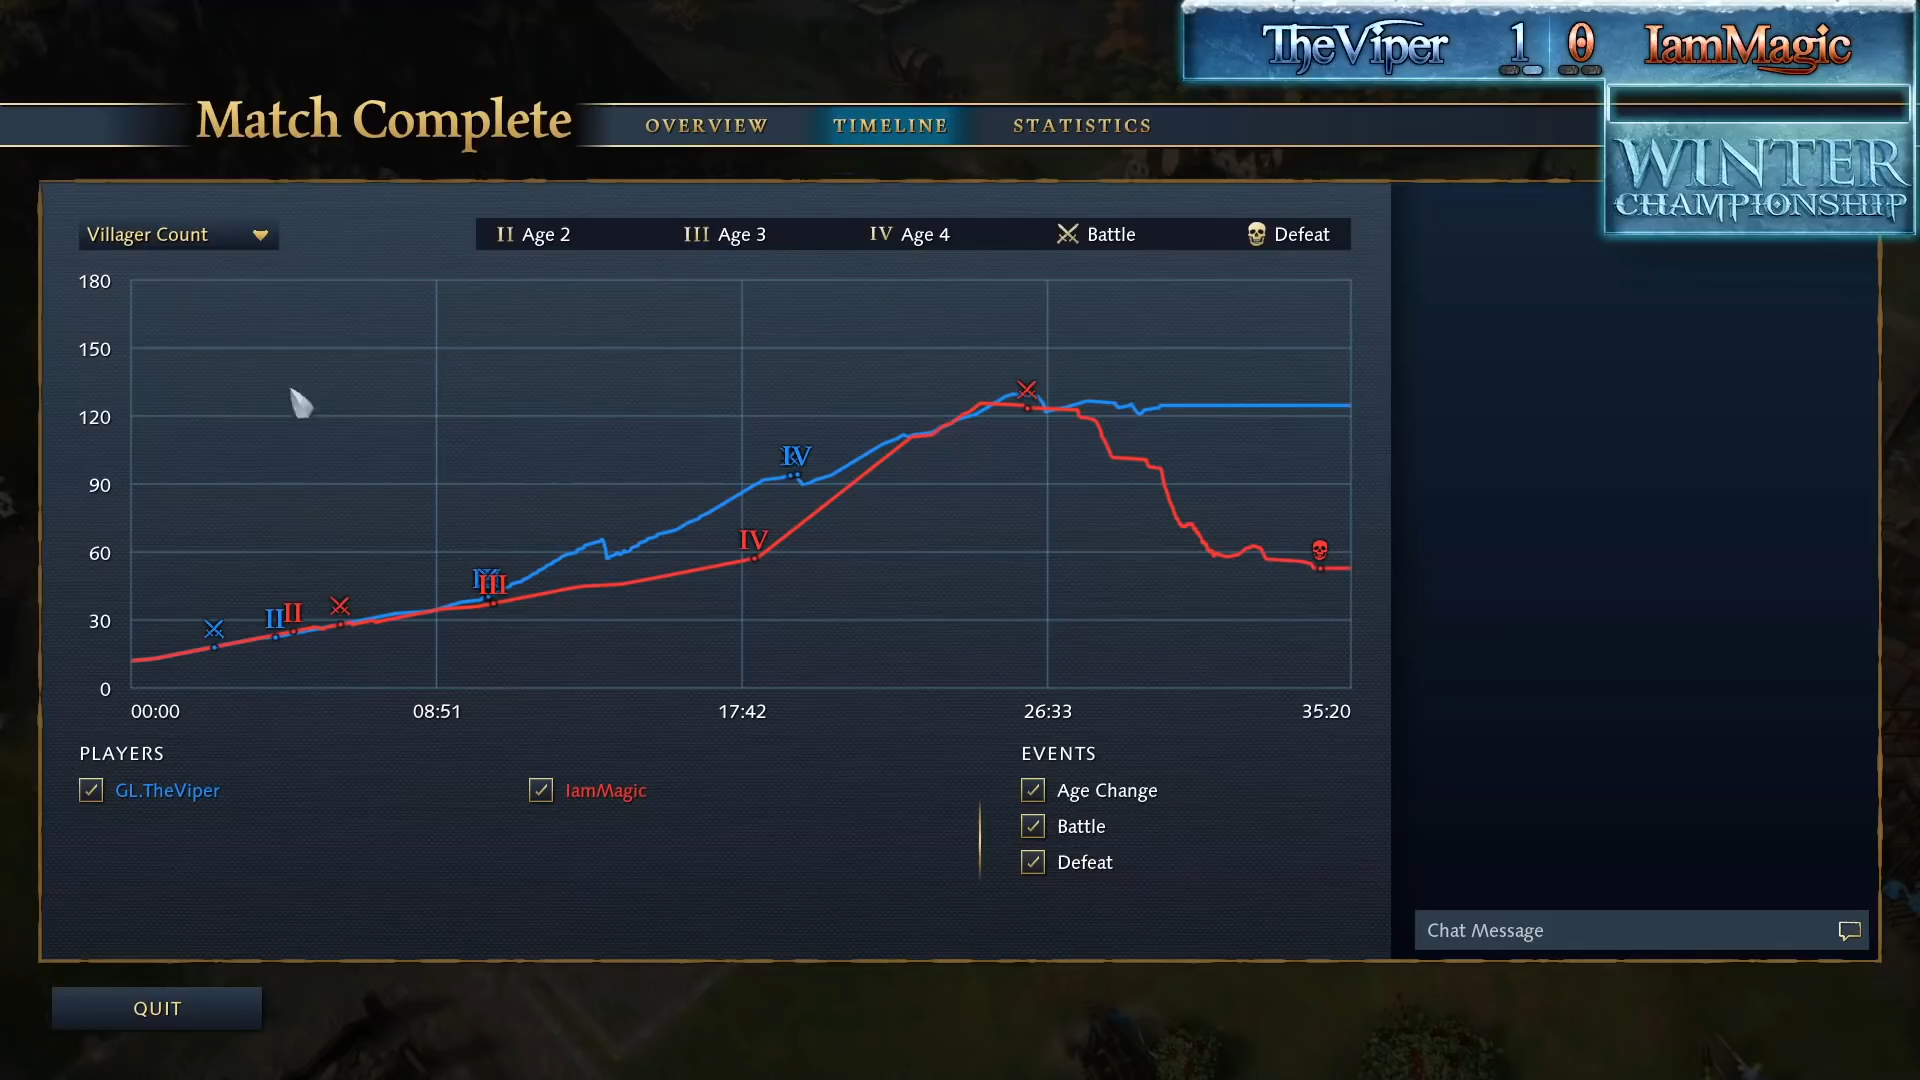 TheViper 1 0 IamMagic
WINTER
CHAMPIONSHIP
Match Complete
OVERVIEW TIMELINE STATISTICS
Villager Count
II Age 2 III Age 3 IV Age 4 Battle Defeat
180
150
120
90
60
30
0
IV
IV
III
II II
00:00 08:51 17:42 26:33 35:20
PLAYERS
GL.TheViper IamMagic
EVENTS
Age Change
Battle
Defeat
Chat Message
QUIT